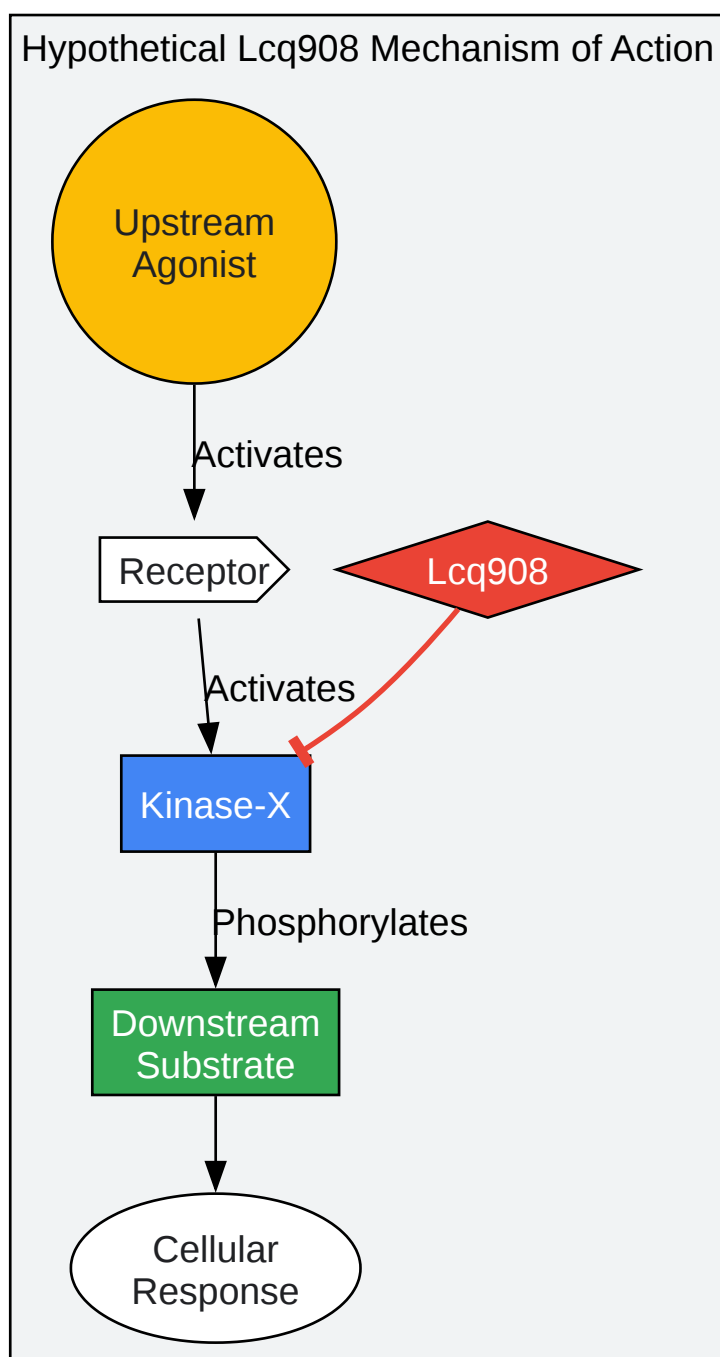 Hypothetical Lcq908 Mechanism of Action
Upstream
Agonist
Activates
Receptor
Lcq908
Activates
Kinase-X
Phosphorylates
Downstream
Substrate
Cellular
Response